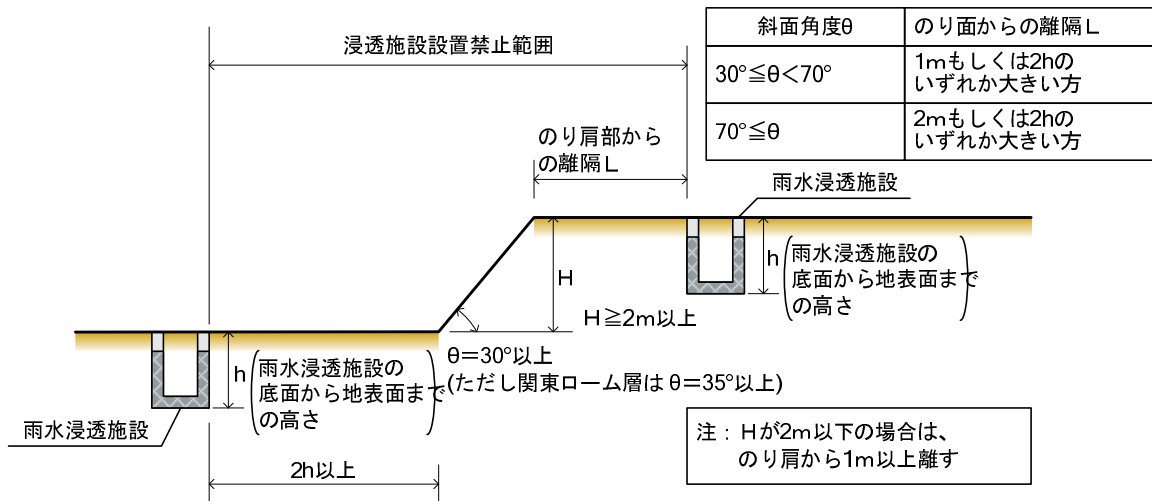 浸透施設設置禁止範囲
斜面角度θ
のり面からの離隔L
30°≦θ<70°
1mもしくは2hの
いずれか大きい方
70°≦θ
2mもしくは2hの
いずれか大きい方
のり肩部から
の離隔L
雨水浸透施設
H
h
雨水浸透施設の
底面から地表面まで
の高さ
H≧2m以上
θ=30°以上
(ただし関東ローム層はθ=35°以上)
h
雨水浸透施設の
底面から地表面まで
の高さ
雨水浸透施設
2h以上
注：Hが2m以下の場合は、
のり肩から1m以上離す